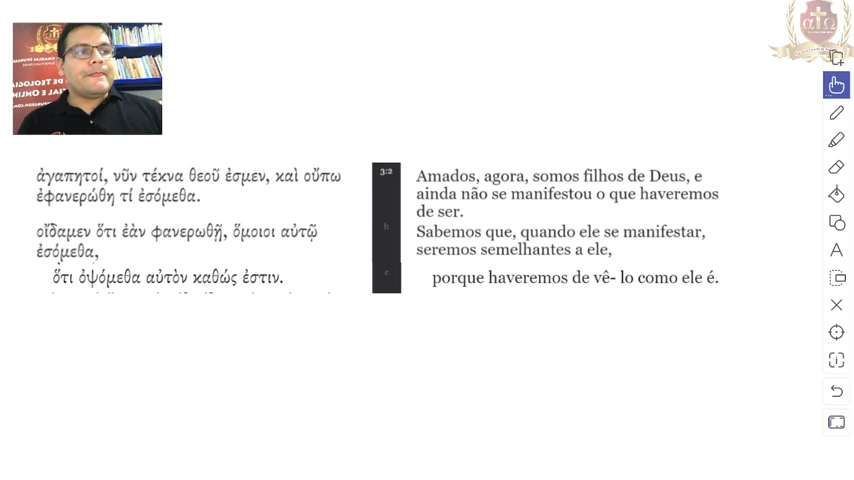 ἀγαπητοί, νῦν τέκνα θεοῦ ἐσμεν, καὶ οὔπω
ἐφανερώθη τί ἐσόμεθα.
οἴδαμεν ὅτι ἐὰν φανερωθῇ, ὅμοιοι αὐτῷ
ἐσόμεθα,
ὅτι ὀψόμεθα αὐτὸν καθώς ἐστιν.
3:2
b
c
Amados, agora, somos filhos de Deus, e
ainda não se manifestou o que haveremos
de ser.
Sabemos que, quando ele se manifestar,
seremos semelhantes a ele,
porque haveremos de vê- lo como ele é.